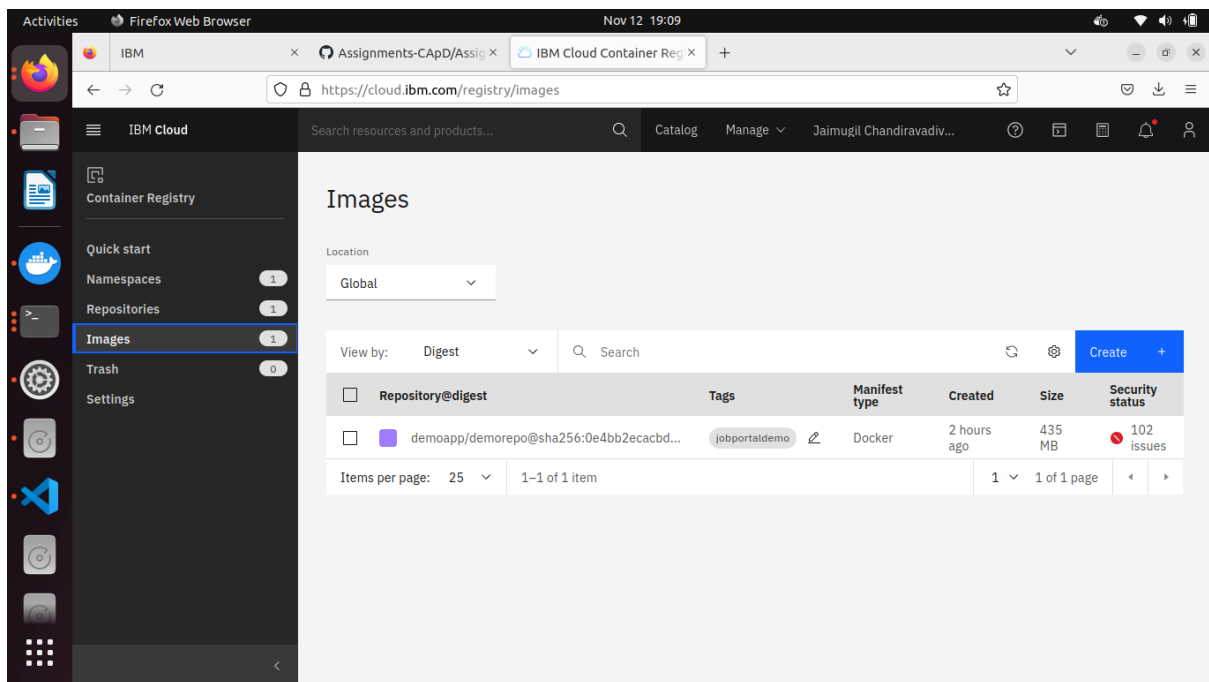 Activities Firefox Web Browser Nov 12 19:09
IBM × Assignments-CApD/Assig × IBM Cloud Container Reg × +
https://cloud.ibm.com/registry/images
IBM Cloud Search resources and products... Catalog Manage Jaimugil Chandiravadiv...
Container Registry
Quick start
Namespaces 1
Repositories 1
Images 1
Trash 0
Settings
Images
Location
Global
View by: Digest Search Create +
Repository@digest Tags Manifest type Created Size Security status
demoapp/demorepo@sha256:0e4bb2ecacbd... jobportaldemo Docker 2 hours ago 435 MB 102 issues
Items per page: 25 1–1 of 1 item 1 1 of 1 page